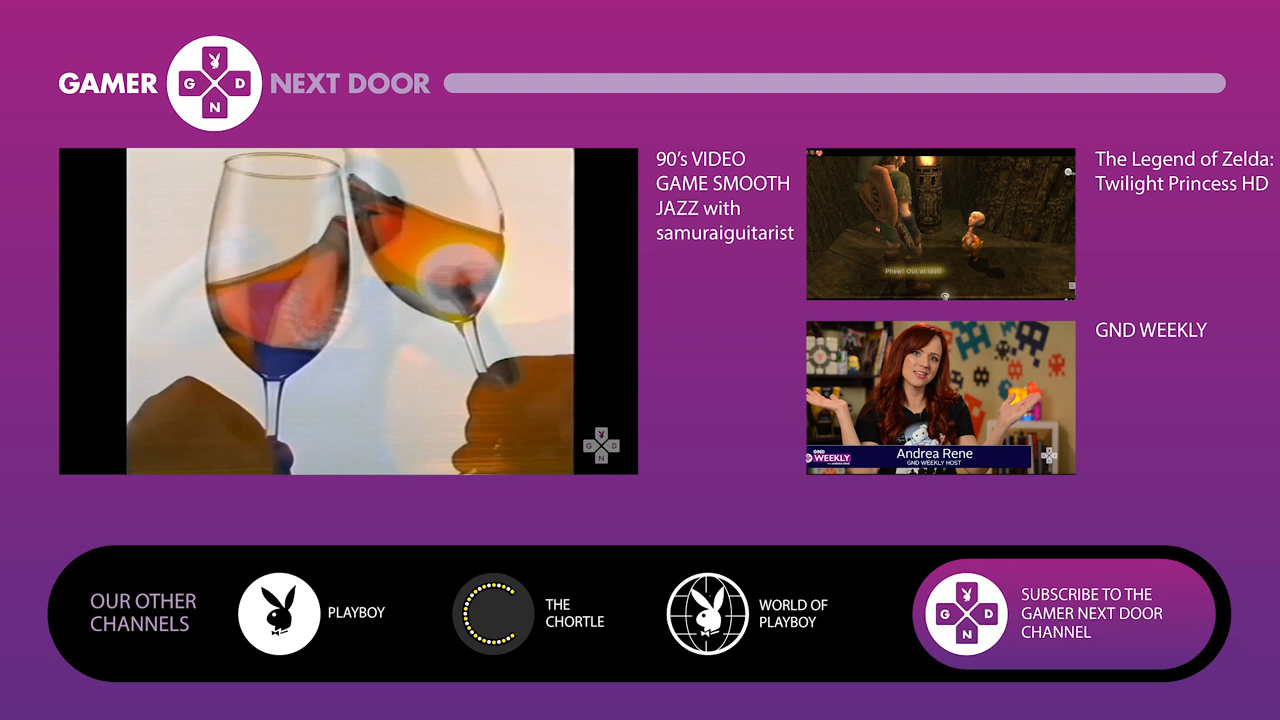 GAMER
G D
N
NEXT DOOR
90's VIDEO
GAME SMOOTH
JAZZ with
samuraiguitarist
G D
N
The Legend of Zelda:
Twilight Princess HD
Phew! Out at last!
GND WEEKLY
GND
WEEKLY
Andrea Rene
GND WEEKLY HOST
OUR OTHER
CHANNELS
PLAYBOY
THE
CHORTLE
WORLD OF
PLAYBOY
G D
N
SUBSCRIBE TO THE
GAMER NEXT DOOR
CHANNEL